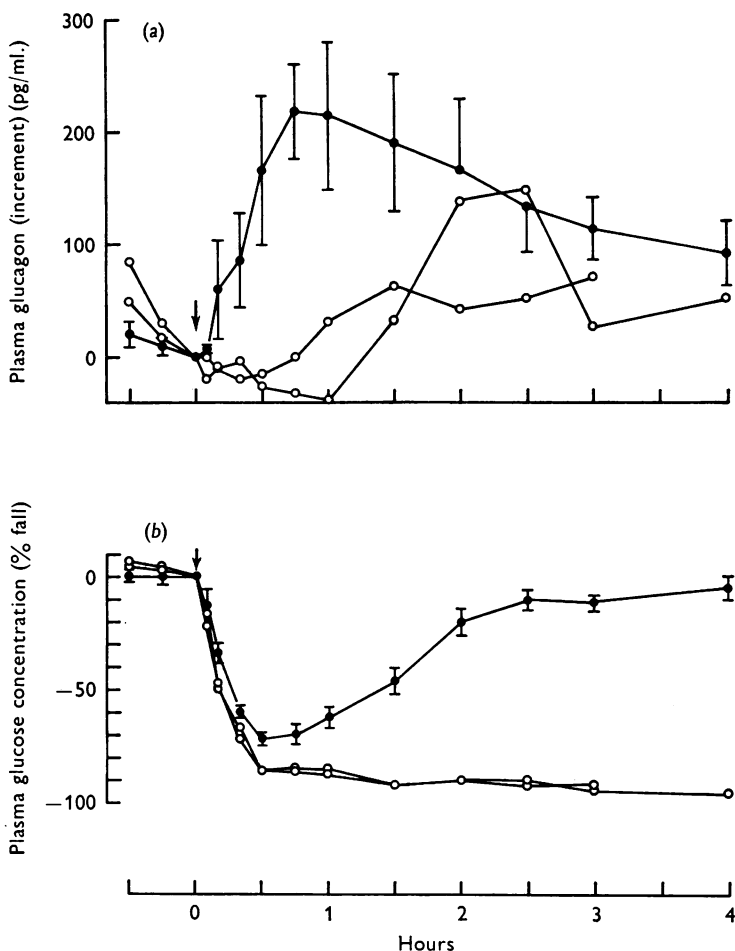 (a)
Plasma glucagon (increment) (pg/ml.)
300
200
100
0
(b)
Plasma glucose concentration (% fall)
0
−50
−100
0 1 2 3 4
Hours